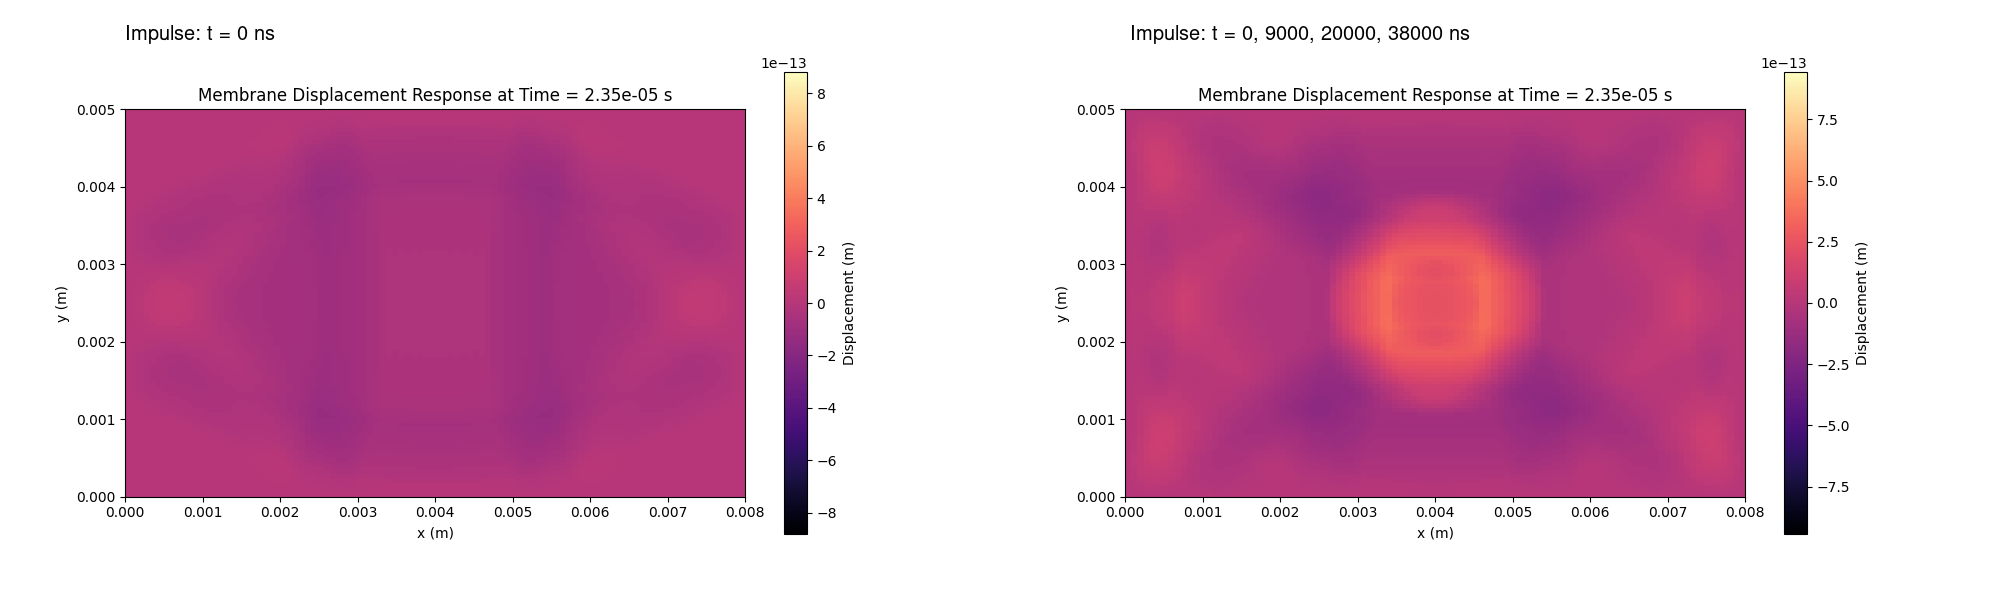 Impulse: t = 0 ns
Membrane Displacement Response at Time = 2.35e-05 s
1e−13
0.005
0.004
0.003
0.002
0.001
0.000
y (m)
0.000 0.001 0.002 0.003 0.004 0.005 0.006 0.007 0.008
x (m)
8
6
4
2
0
−2
−4
−6
−8
Displacement (m)
Impulse: t = 0, 9000, 20000, 38000 ns
Membrane Displacement Response at Time = 2.35e-05 s
1e−13
0.005
0.004
0.003
0.002
0.001
0.000
y (m)
0.000 0.001 0.002 0.003 0.004 0.005 0.006 0.007 0.008
x (m)
7.5
5.0
2.5
0.0
−2.5
−5.0
−7.5
Displacement (m)